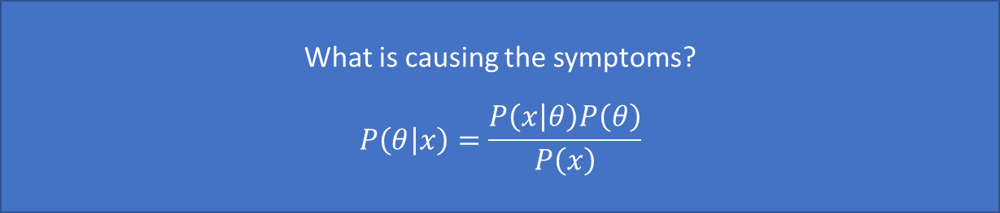 What is causing the symptoms?
𝑃(𝜃|𝑥) = 𝑃(𝑥|𝜃)𝑃(𝜃) / 𝑃(𝑥)